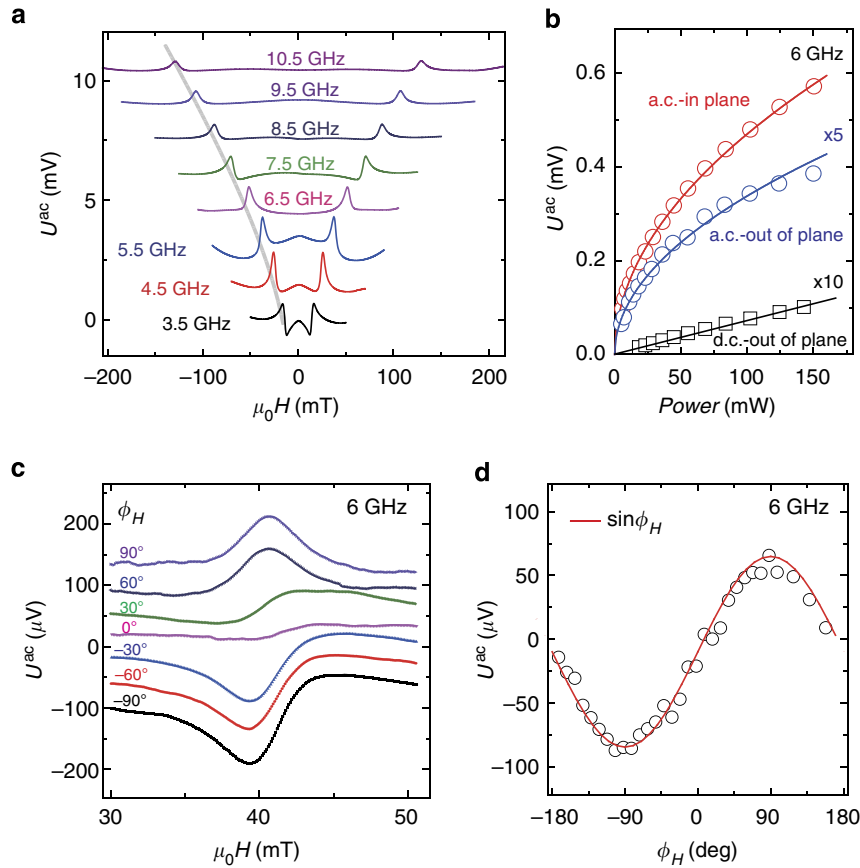 a
10
5
0
U^ac (mV)
10.5 GHz
9.5 GHz
8.5 GHz
7.5 GHz
6.5 GHz
5.5 GHz
4.5 GHz
3.5 GHz
−200 −100 0 100 200
μ₀H (mT)
b
6 GHz
0.6
0.4
0.2
0.0
U^ac (mV)
a.c.-in plane
x5
a.c.-out of plane
x10
d.c.-out of plane
0 50 100 150
Power (mW)
c
ϕ_H
6 GHz
200
100
0
−100
−200
U^ac (μV)
90°
60°
30°
0°
−30°
−60°
−90°
30 40 50
μ₀H (mT)
d
6 GHz
sinϕ_H
100
50
0
−50
−100
U^ac (μV)
−180 −90 0 90 180
ϕ_H (deg)